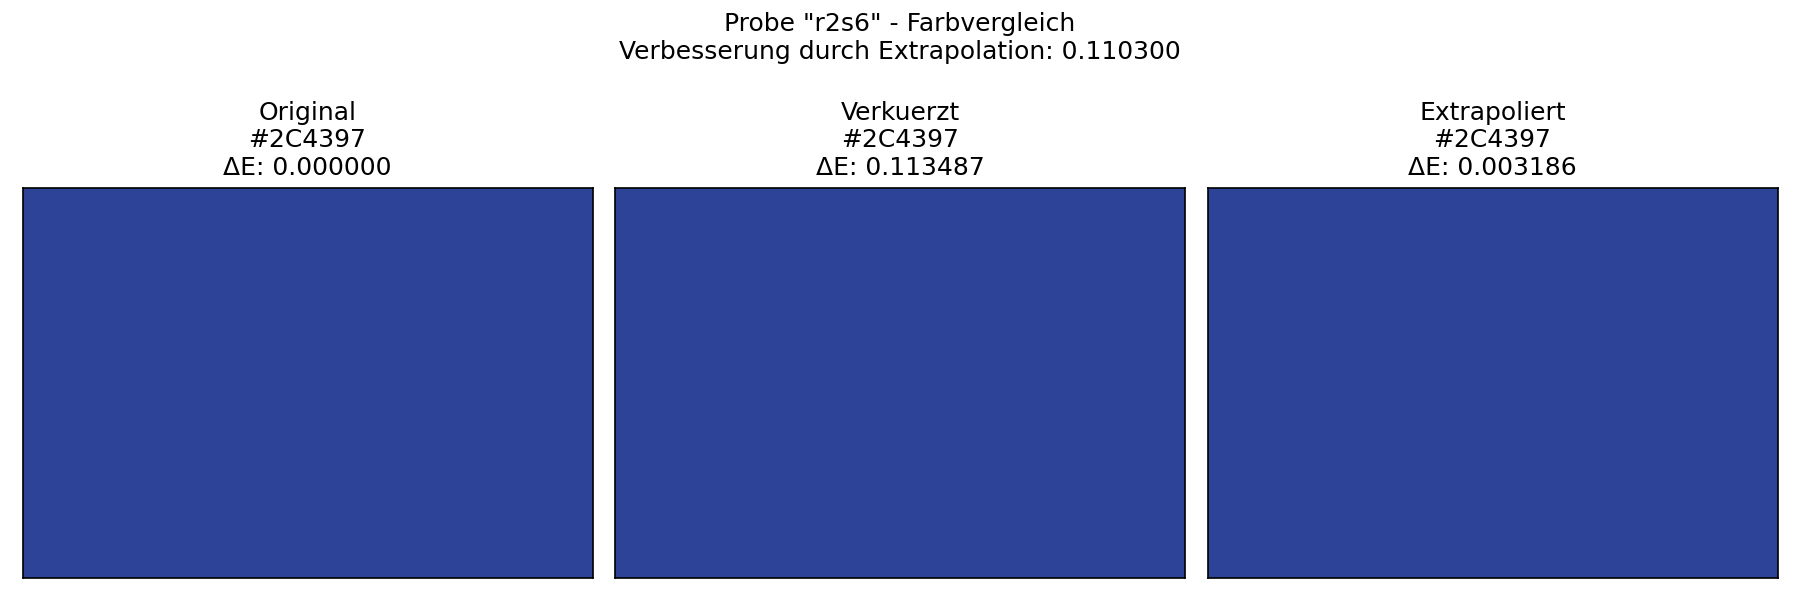 Probe "r2s6" - Farbvergleich
Verbesserung durch Extrapolation: 0.110300
Original
#2C4397
ΔE: 0.000000
Verkuerzt
#2C4397
ΔE: 0.113487
Extrapoliert
#2C4397
ΔE: 0.003186